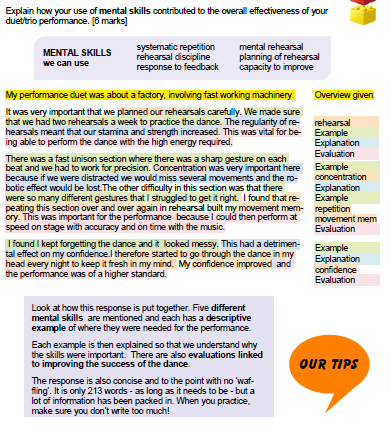 Explain how your use of mental skills contributed to the overall effectiveness of your
duet/trio performance. [6 marks]
MENTAL SKILLS
we can use
systematic repetition
rehearsal discipline
response to feedback
mental rehearsal
planning of rehearsal
capacity to improve
My performance duet was about a factory, involving fast working machinery.
Overview given
It was very important that we planned our rehearsals carefully. We made sure
that we had two rehearsals a week to practice the dance. The regularity of re-
hearsals meant that our stamina and strength increased. This was vital for be-
ing able to perform the dance with the high energy required.
rehearsal
Example
Explanation
Evaluation
There was a fast unison section where there was a sharp gesture on each
beat and we had to work for precision. Concentration was very important here
because if we were distracted we would miss several movements and the ro-
botic effect would be lost.The other difficulty in this section was that there
were so many different gestures that I struggled to get it right. I found that re-
peating this section over and over again in rehearsal built my movement mem-
ory. This was important for the performance because I could then perform at
speed on stage with accuracy and on time with the music.
Example
concentration
Explanation
Example
repetition
movement mem
Evaluation
I found I kept forgetting the dance and it looked messy. This had a detrimen-
tal effect on my confidence.I therefore started to go through the dance in my
head every night to keep it fresh in my mind. My confidence improved and
the performance was of a higher standard.
Example
Explanation
confidence
Evaluation
Look at how this response is put together. Five different
mental skills are mentioned and each has a descriptive
example of where they were needed for the performance.
Each example is then explained so that we understand why
the skills were important. There are also evaluations linked
to improving the success of the dance.
The response is also concise and to the point with no 'waf-
fling'. It is only 213 words - as long as it needs to be - but a
lot of information has been packed in. When you practice,
make sure you don't write too much!
OUR TIPS